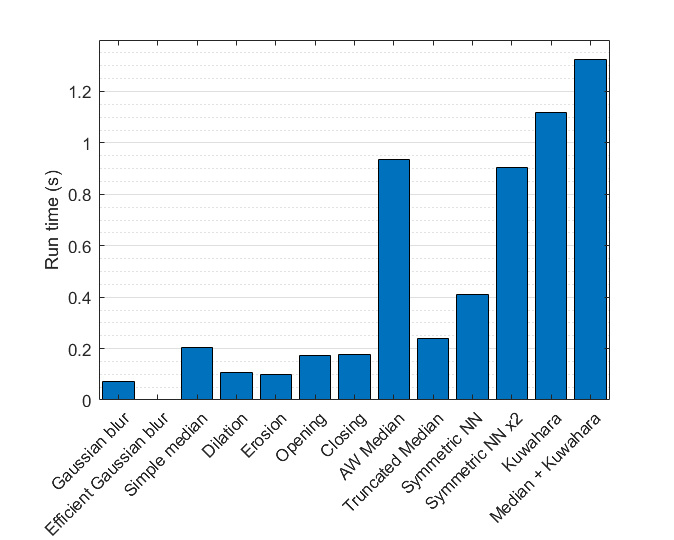 Run time (s)
1.2
1
0.8
0.6
0.4
0.2
0
Gaussian blur
Efficient Gaussian blur
Simple median
Dilation
Erosion
Opening
Closing
AW Median
Truncated Median
Symmetric NN
Symmetric NN x2
Kuwahara
Median + Kuwahara